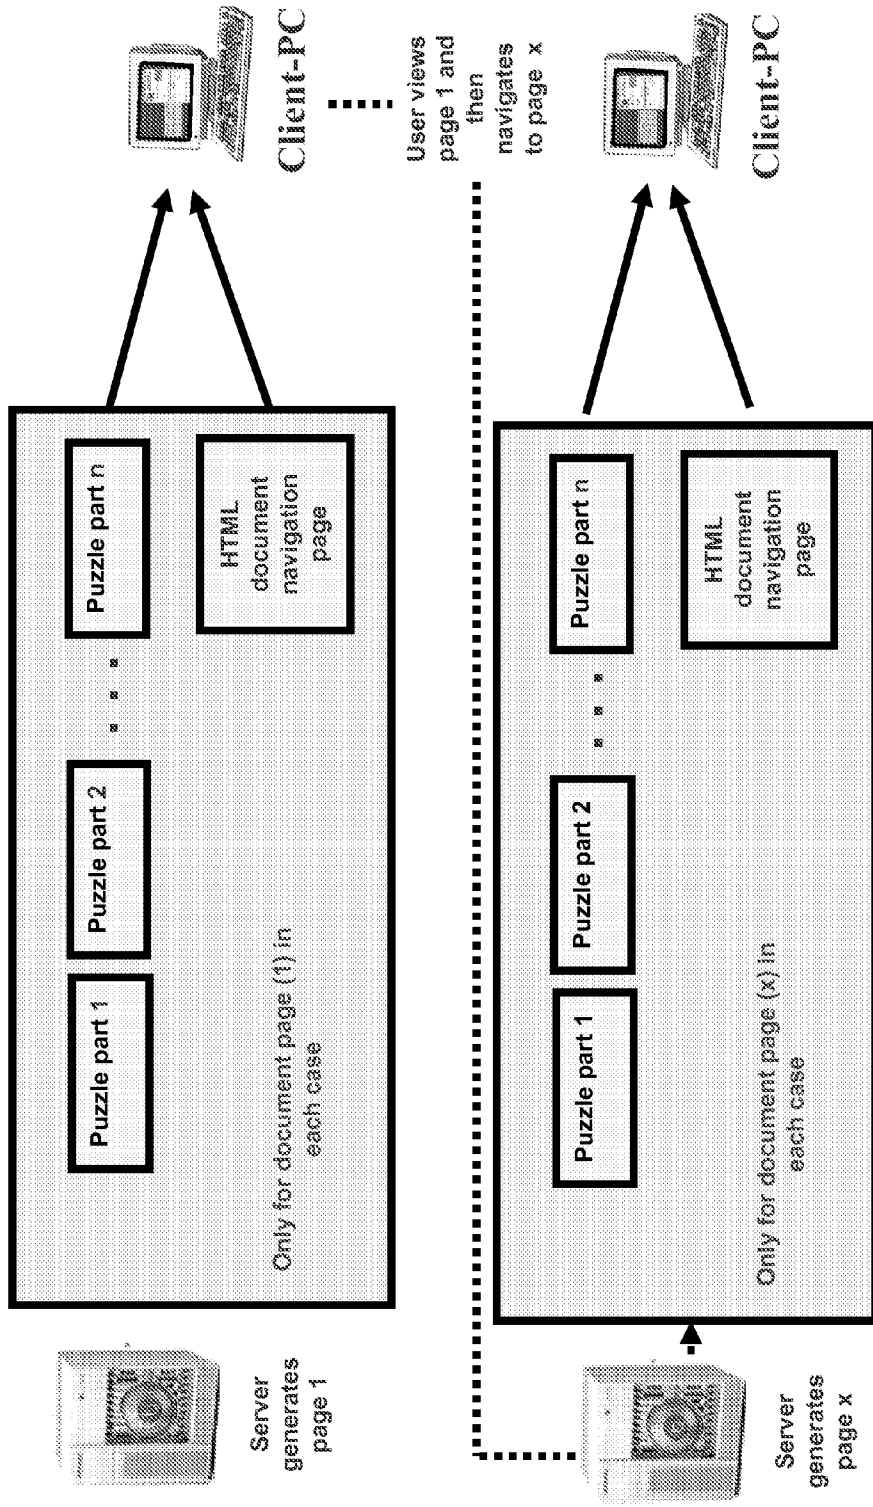 Server
generates
page 1
Puzzle part 1
Puzzle part 2
. . .
Puzzle part n
Only for document page (1) in
each case
HTML
document
navigation
page
Client-PC
User views
page 1 and
then
navigates
to page x
Server
generates
page x
Puzzle part 1
Puzzle part 2
. . .
Puzzle part n
Only for document page (x) in
each case
HTML
document
navigation
page
Client-PC